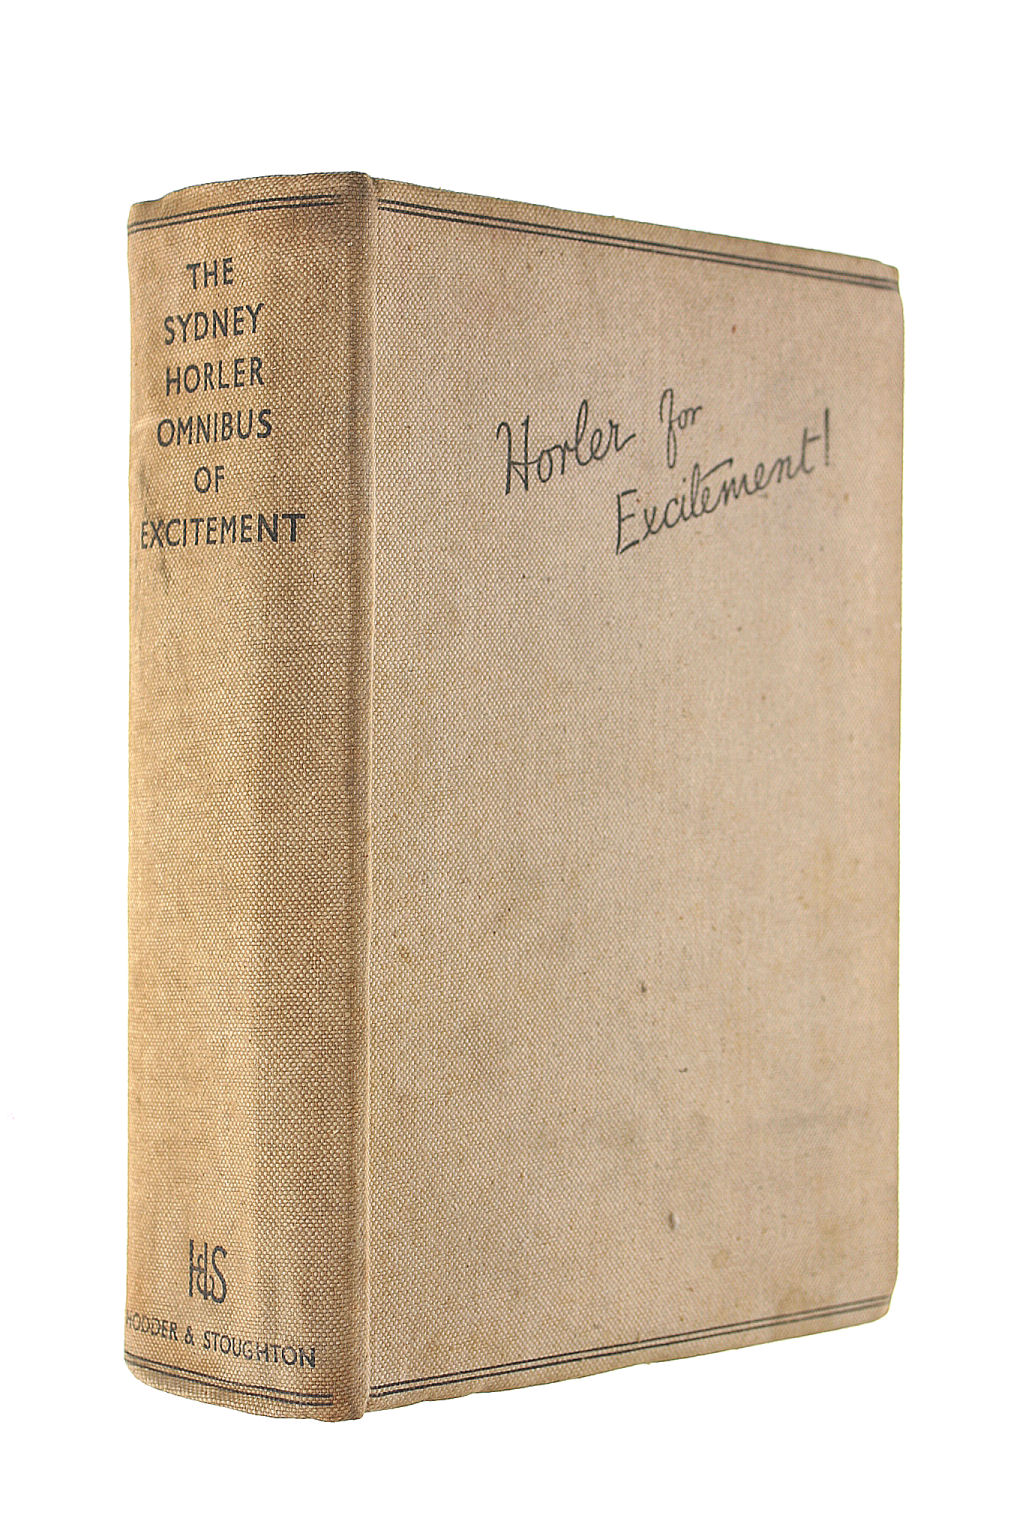 THE
SYDNEY
HORLER
OMNIBUS
OF
EXCITEMENT
H&S
HODDER & STOUGHTON
Horler for
Excitement!